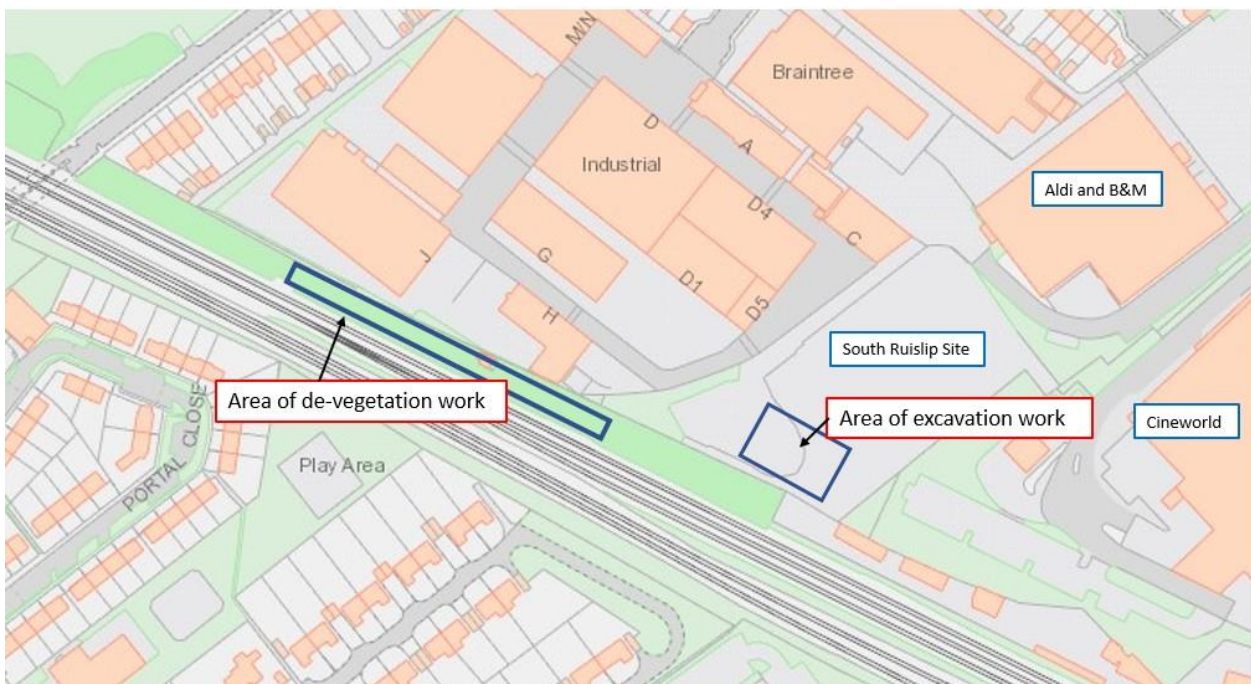 M/N
Braintree
D
A
Industrial
Aldi and B&M
D4
C
J
G
D1
D5
H
South Ruislip Site
Area of de-vegetation work
Area of excavation work
Cineworld
Play Area
PORTAL CLOSE